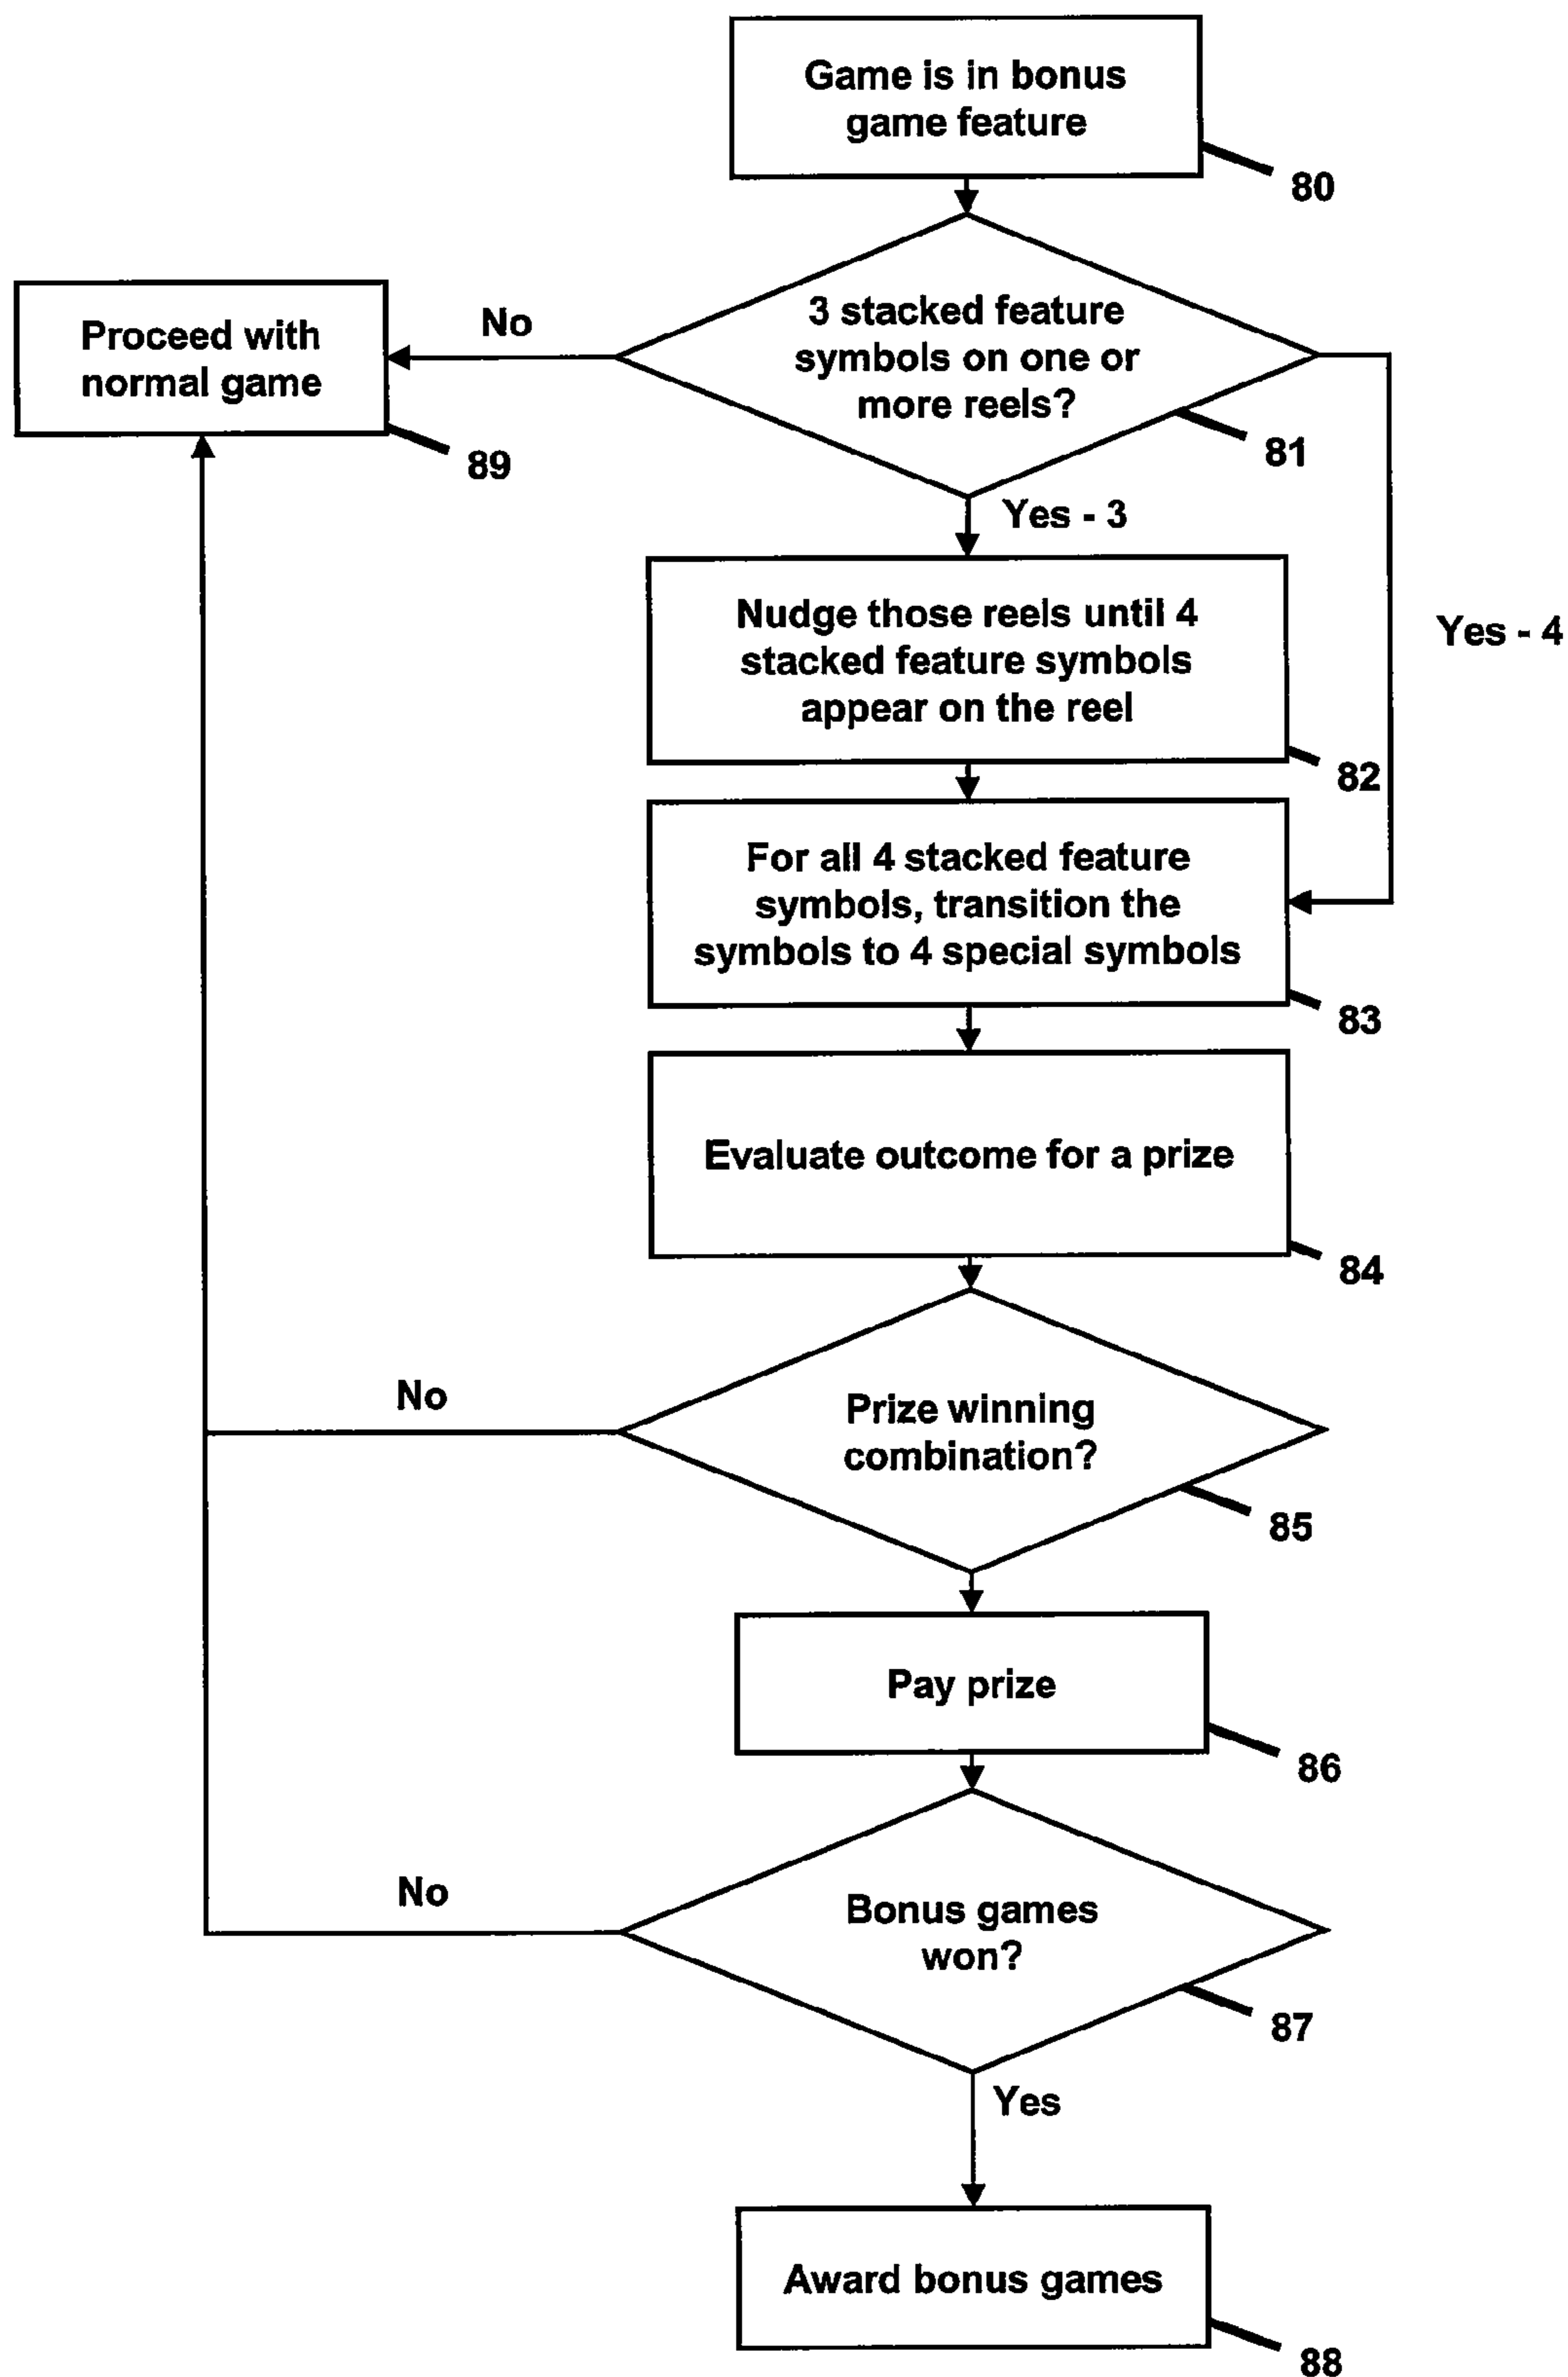 Game is in bonus
game feature
80
3 stacked feature
symbols on one or
more reels?
81
No
Proceed with
normal game
89
Yes - 3
Yes - 4
Nudge those reels until 4
stacked feature symbols
appear on the reel
82
For all 4 stacked feature
symbols, transition the
symbols to 4 special symbols
83
Evaluate outcome for a prize
84
No
Prize winning
combination?
85
Pay prize
86
No
Bonus games
won?
87
Yes
Award bonus games
88